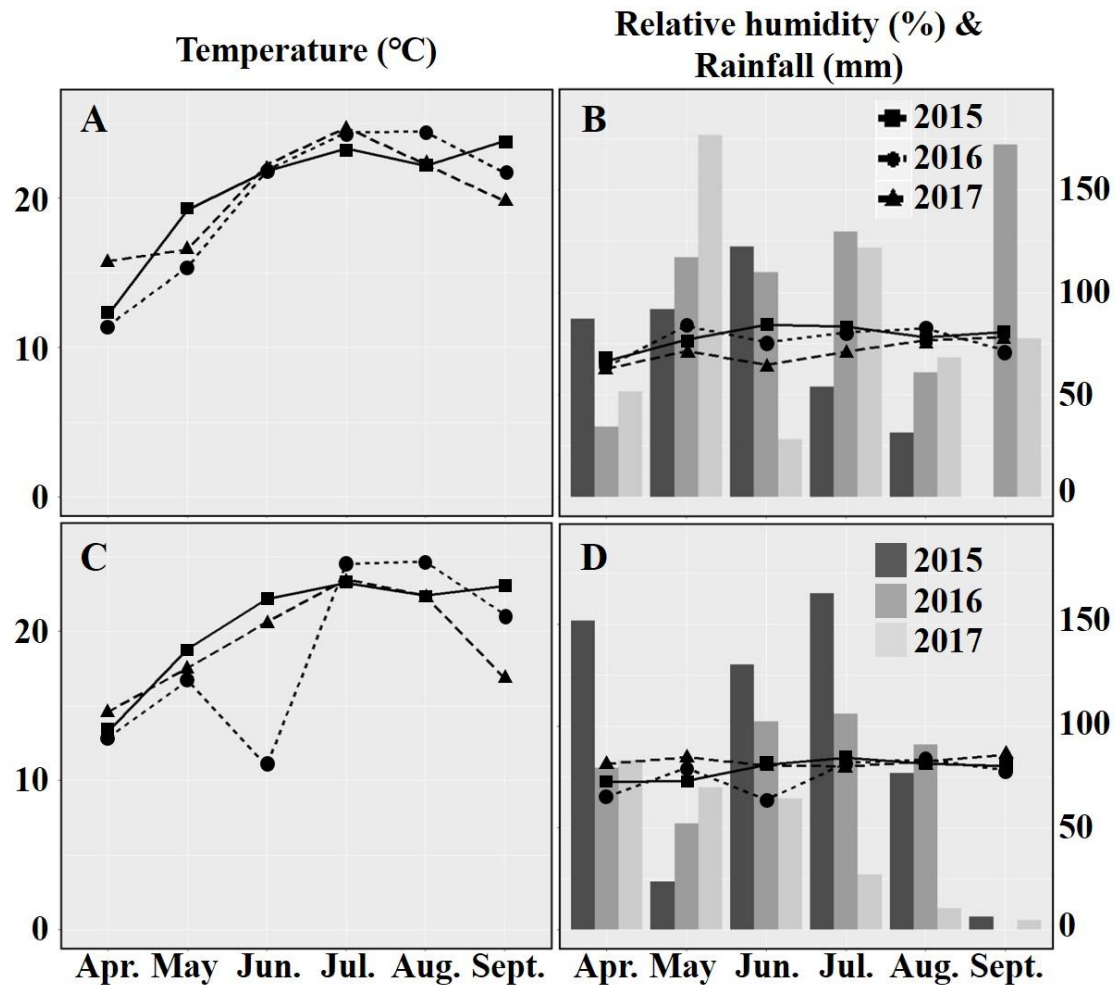 Temperature (°C)
Relative humidity (%) &
Rainfall (mm)
A
20
10
0
B
2015
2016
2017
150
100
50
0
C
20
10
0
D
2015
2016
2017
150
100
50
0
Apr. May Jun. Jul. Aug. Sept.
Apr. May Jun. Jul. Aug. Sept.